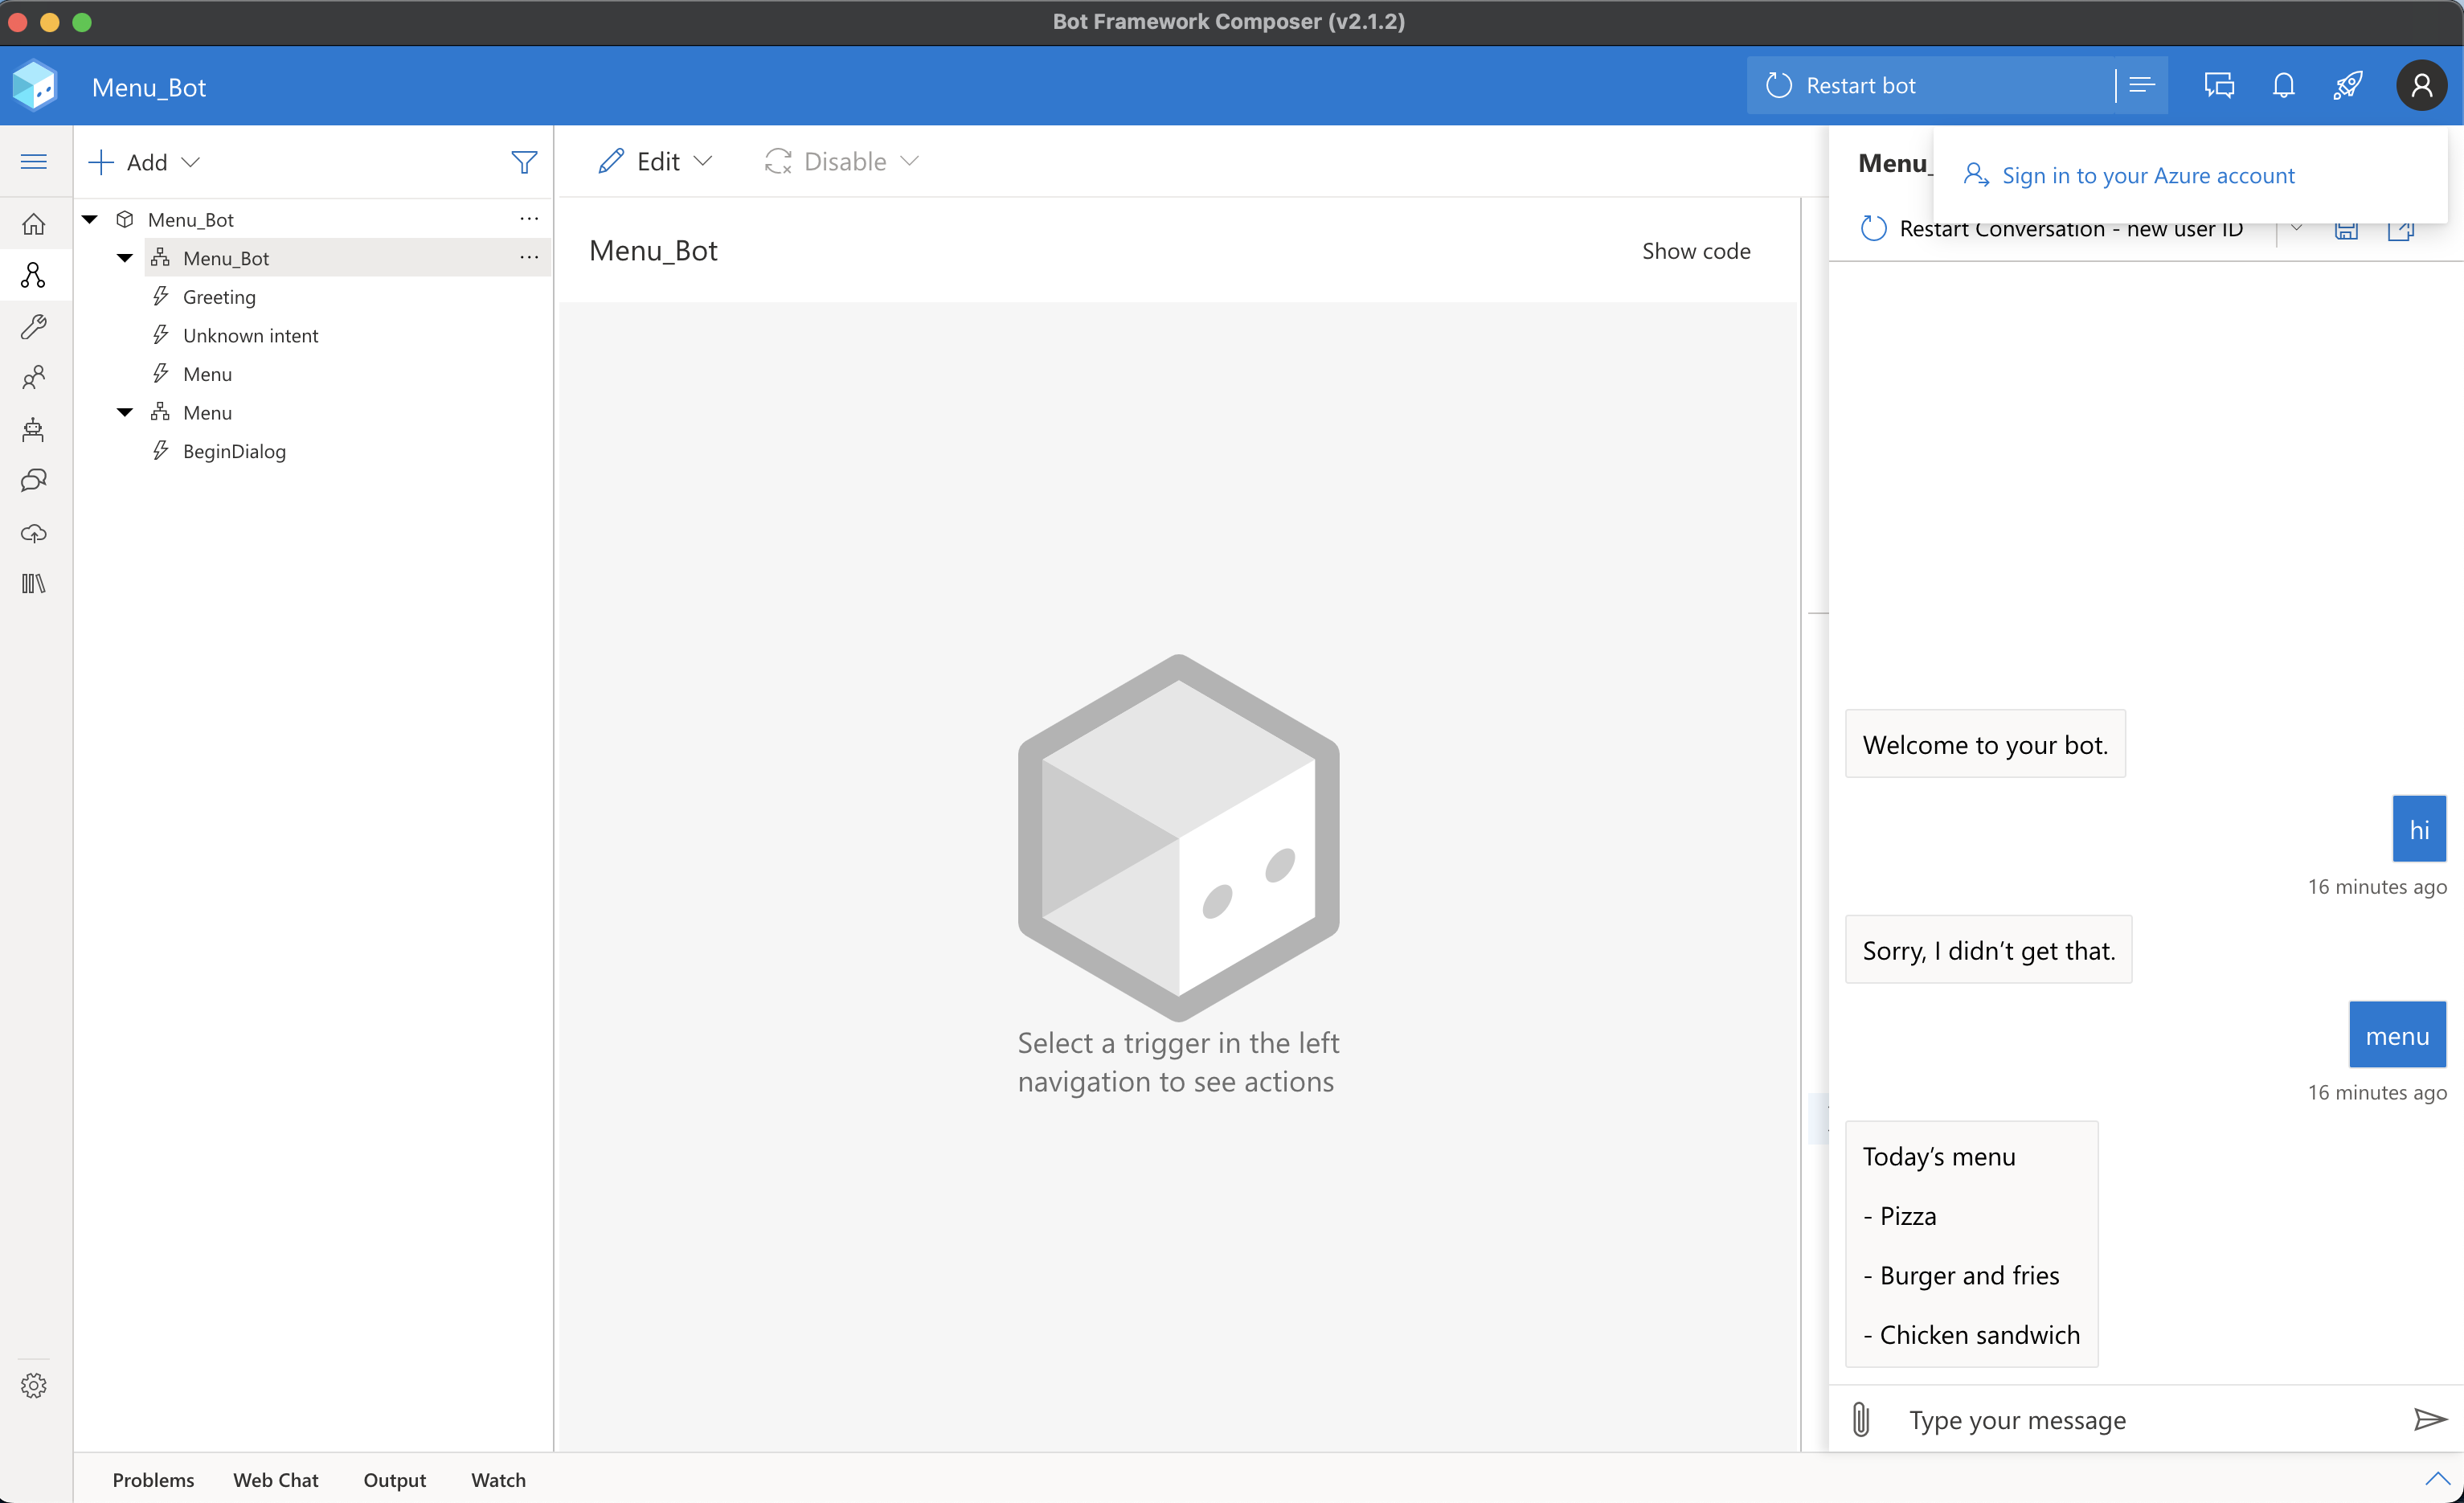 Bot Framework Composer (v2.1.2)
Menu_Bot
Restart bot
Add
Edit
Disable
Menu_
Sign in to your Azure account
Restart Conversation - new user ID
Menu_Bot
Menu_Bot
Greeting
Unknown intent
Menu
Menu
BeginDialog
Menu_Bot
Show code
Select a trigger in the left
navigation to see actions
Welcome to your bot.
hi
16 minutes ago
Sorry, I didn’t get that.
menu
16 minutes ago
Today’s menu
- Pizza
- Burger and fries
- Chicken sandwich
Type your message
Problems
Web Chat
Output
Watch